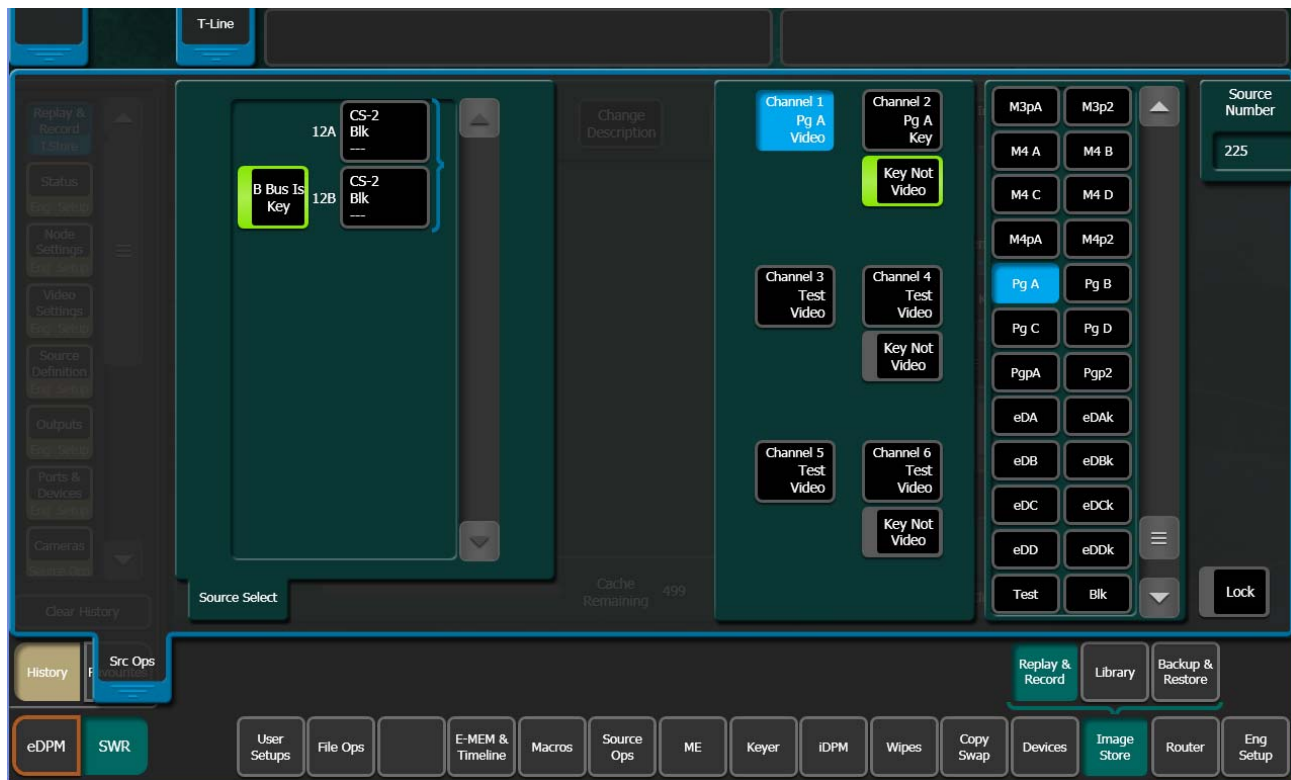 T-Line
Replay &
Record
I.Store
Status
Eng. Setup
Node
Settings
Eng. Setup
Video
Settings
Eng. Setup
Source
Definition
Eng. Setup
Outputs
Eng. Setup
Ports &
Devices
Eng. Setup
Cameras
Source Ops
Clear History
12A
CS-2
Blk
---
B Bus Is
Key
12B
CS-2
Blk
---
Source Select
Change
Description
Cache
Remaining
499
Channel 1
Pg A
Video
Channel 2
Pg A
Key
Key Not
Video
Channel 3
Test
Video
Channel 4
Test
Video
Key Not
Video
Channel 5
Test
Video
Channel 6
Test
Video
Key Not
Video
M3pA M3p2
M4 A M4 B
M4 C M4 D
M4pA M4p2
Pg A Pg B
Pg C Pg D
PgpA Pgp2
eDA eDAk
eDB eDBk
eDC eDCk
eDD eDDk
Test Blk
Source
Number
225
Lock
History
Favourites
Src Ops
Replay &
Record
Library
Backup &
Restore
eDPM
SWR
User
Setups
File Ops
E-MEM &
Timeline
Macros
Source
Ops
ME
Keyer
iDPM
Wipes
Copy
Swap
Devices
Image
Store
Router
Eng
Setup